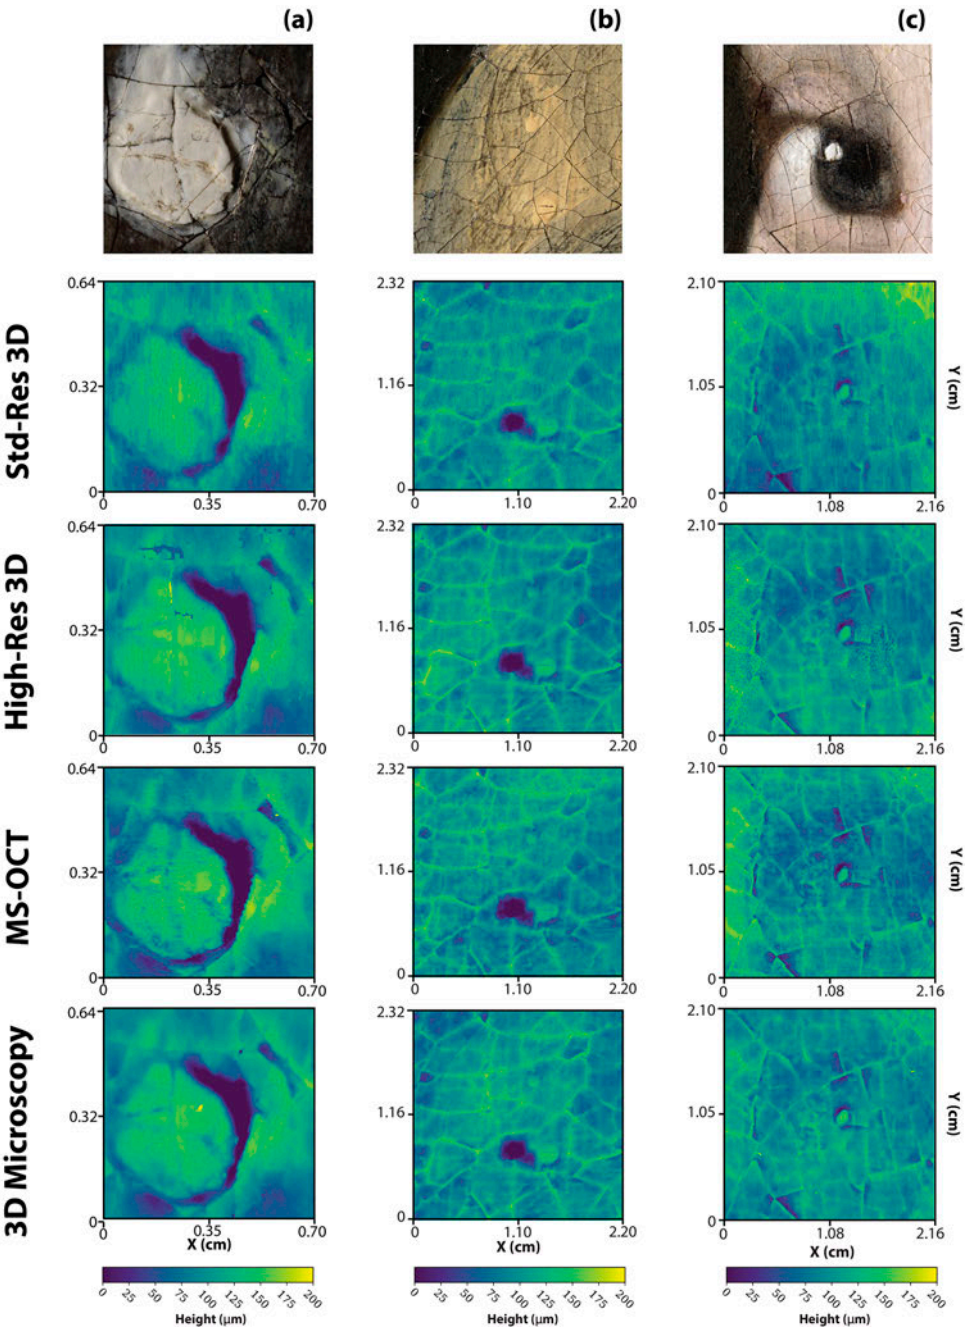 (a) (b) (c)
Std-Res 3D
0.64 2.32 2.10
0.32 1.16 1.05
0 0 0
0 0.35 0.70 0 1.10 2.20 0 1.08 2.16
Y (cm)
High-Res 3D
0.64 2.32 2.10
0.32 1.16 1.05
0 0 0
0 0.35 0.70 0 1.10 2.20 0 1.08 2.16
Y (cm)
MS-OCT
0.64 2.32 2.10
0.32 1.16 1.05
0 0 0
0 0.35 0.70 0 1.10 2.20 0 1.08 2.16
Y (cm)
3D Microscopy
0.64 2.32 2.10
0.32 1.16 1.05
0 0 0
0 0.35 0.70 0 1.10 2.20 0 1.08 2.16
Y (cm)
X (cm) X (cm) X (cm)
0 25 50 75 100 125 150 175 200 0 25 50 75 100 125 150 175 200 0 25 50 75 100 125 150 175 200
Height (μm) Height (μm) Height (μm)